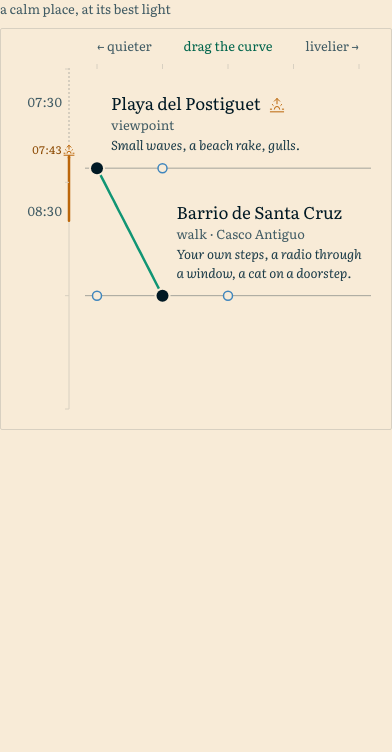 a calm place, at its best light
← quieter drag the curve livelier →
07:30 Playa del Postiguet
viewpoint
07:43 Small waves, a beach rake, gulls.
08:30 Barrio de Santa Cruz
walk · Casco Antiguo
Your own steps, a radio through
a window, a cat on a doorstep.